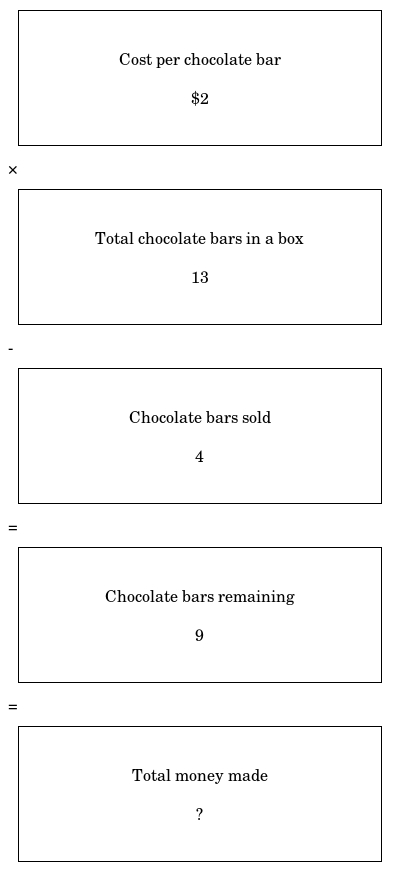 Cost per chocolate bar
$2
×
Total chocolate bars in a box
13
-
Chocolate bars sold
4
=
Chocolate bars remaining
9
=
Total money made
?